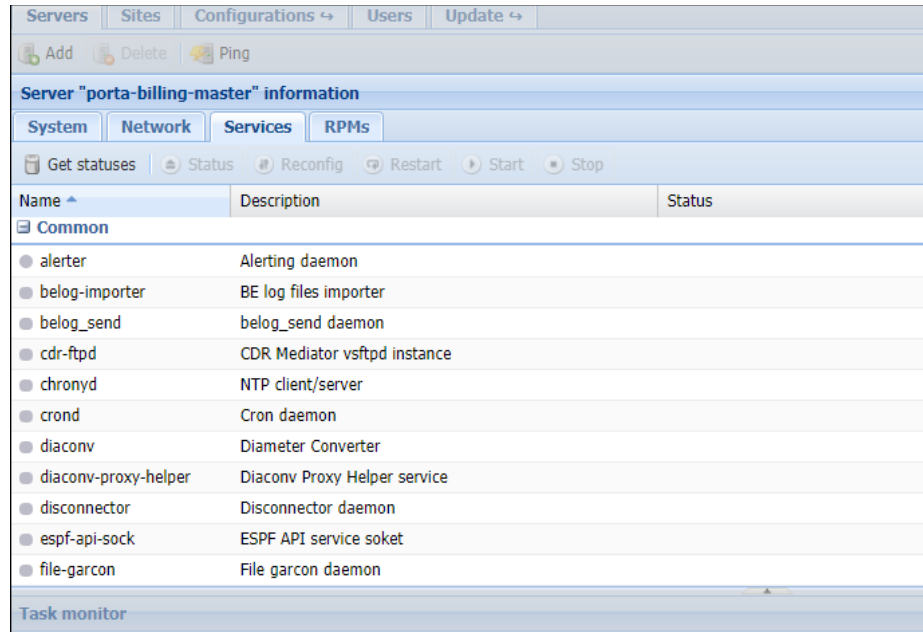 Servers Sites Configurations ↪ Users Update ↪
Add Delete Ping
Server "porta-billing-master" information
System Network Services RPMs
Get statuses Status Reconfig Restart Start Stop
Name Description Status
Common
alerter Alerting daemon
belog-importer BE log files importer
belog_send belog_send daemon
cdr-ftpd CDR Mediator vsftpd instance
chronyd NTP client/server
crond Cron daemon
diaconv Diameter Converter
diaconv-proxy-helper Diaconv Proxy Helper service
disconnector Disconnector daemon
espf-api-sock ESPF API service soket
file-garcon File garcon daemon
Task monitor